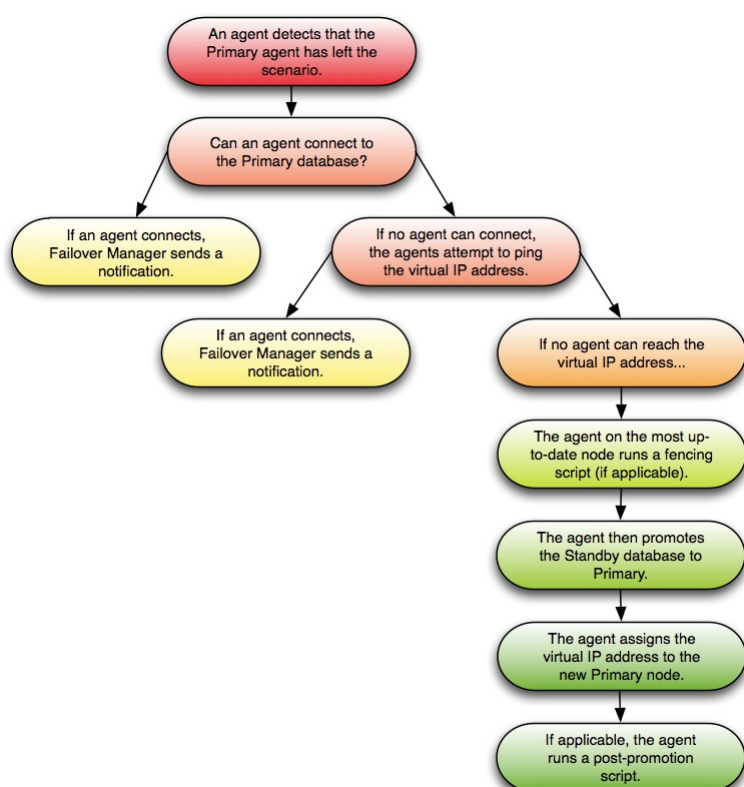 An agent detects that the
Primary agent has left the
scenario.
Can an agent connect to
the Primary database?
If an agent connects,
Failover Manager sends a
notification.
If no agent can connect,
the agents attempt to ping
the virtual IP address.
If an agent connects,
Failover Manager sends a
notification.
If no agent can reach the
virtual IP address...
The agent on the most up-
to-date node runs a fencing
script (if applicable).
The agent then promotes
the Standby database to
Primary.
The agent assigns the
virtual IP address to the
new Primary node.
If applicable, the agent
runs a post-promotion
script.